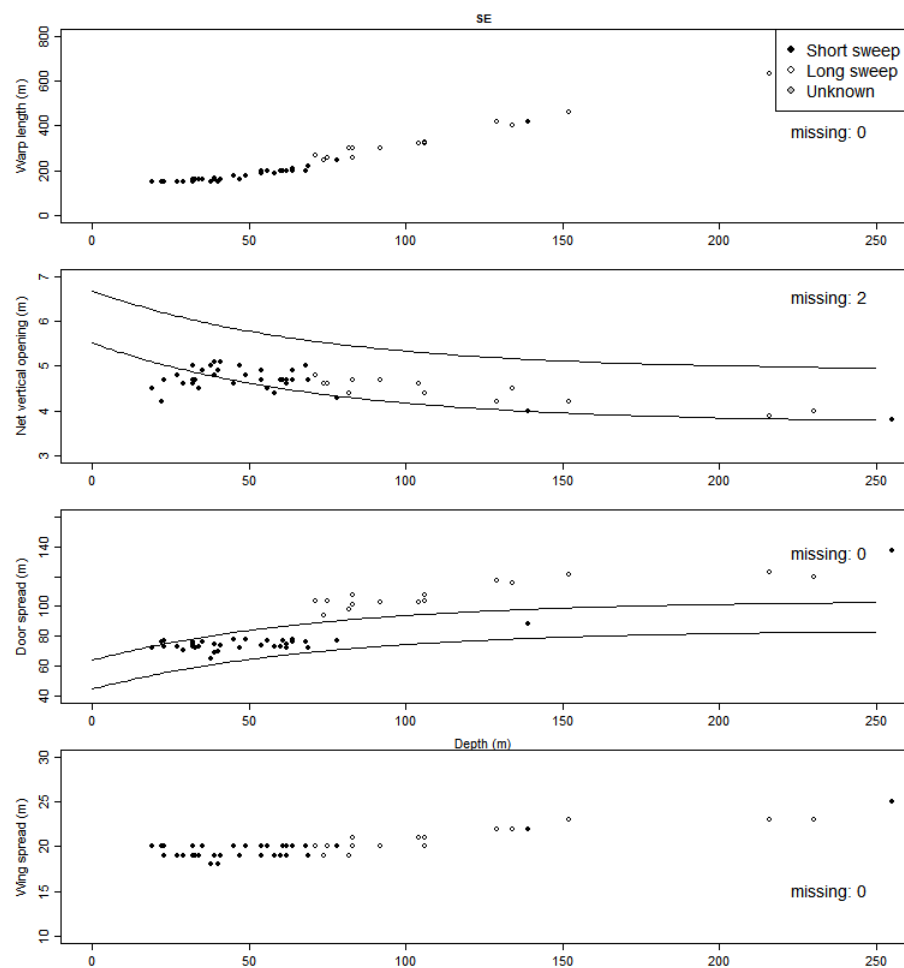 SE
Warp length (m)
800
600
400
200
0
Short sweep
Long sweep
Unknown
missing: 0
0 50 100 150 200 250
Net vertical opening (m)
7
6
5
4
3
missing: 2
0 50 100 150 200 250
Door spread (m)
140
100
80
60
40
missing: 0
0 50 100 150 200 250
Depth (m)
Wing spread (m)
30
25
20
15
10
missing: 0
0 50 100 150 200 250